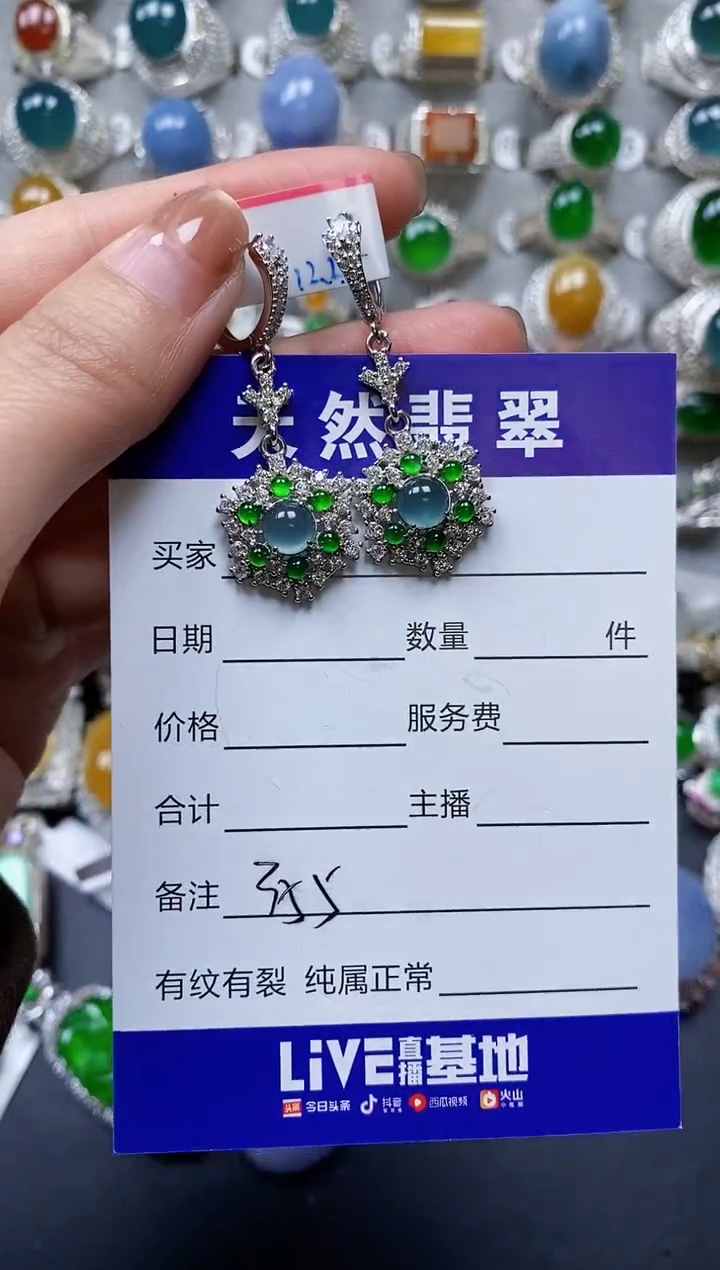 天然翡翠
买家
日期 数量 件
价格 服务费
合计 主播
备注
有纹有裂 纯属正常
LiVE直播基地
头条 今日头条 抖音 西瓜视频 火山